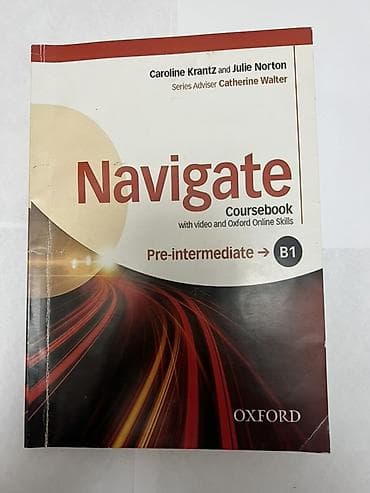 Caroline Krantz and Julie Norton
Series Adviser Catherine Walter
Navigate
Coursebook
with video and Oxford Online Skills
Pre-intermediate → B1
OXFORD